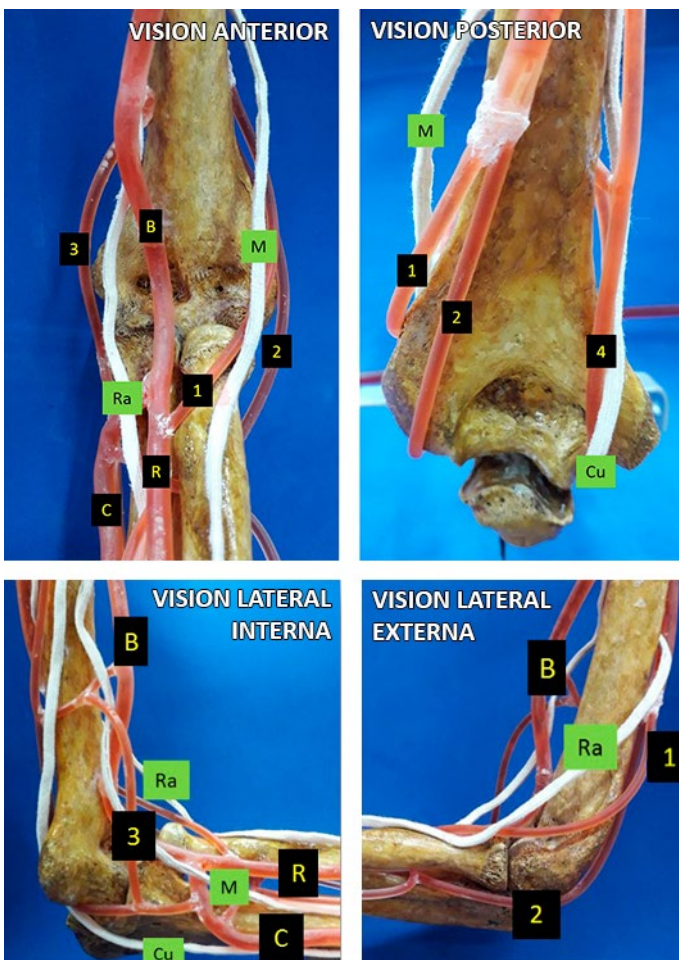 VISION ANTERIOR
B
3
M
2
Ra
1
R
C
VISION POSTERIOR
M
1
2
4
Cu
VISION LATERAL
INTERNA
B
Ra
3
R
M
C
Cu
VISION LATERAL
EXTERNA
B
Ra
1
2